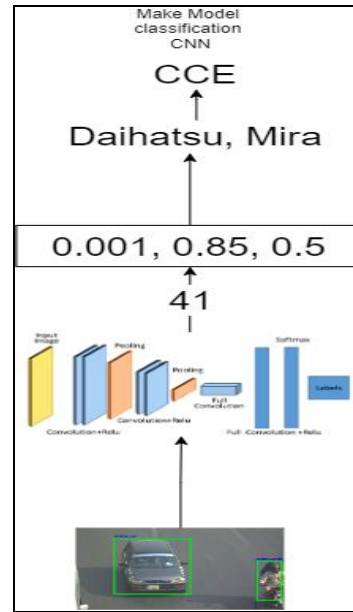 Make Model
classification
CNN
CCE
Daihatsu, Mira
0.001, 0.85, 0.5
41
Input
Image
Pooling
Softmax
Pooling
Labels
Full
Convolution
Convolution+Relu
Convolution+Relu
Full Convolution +Relu